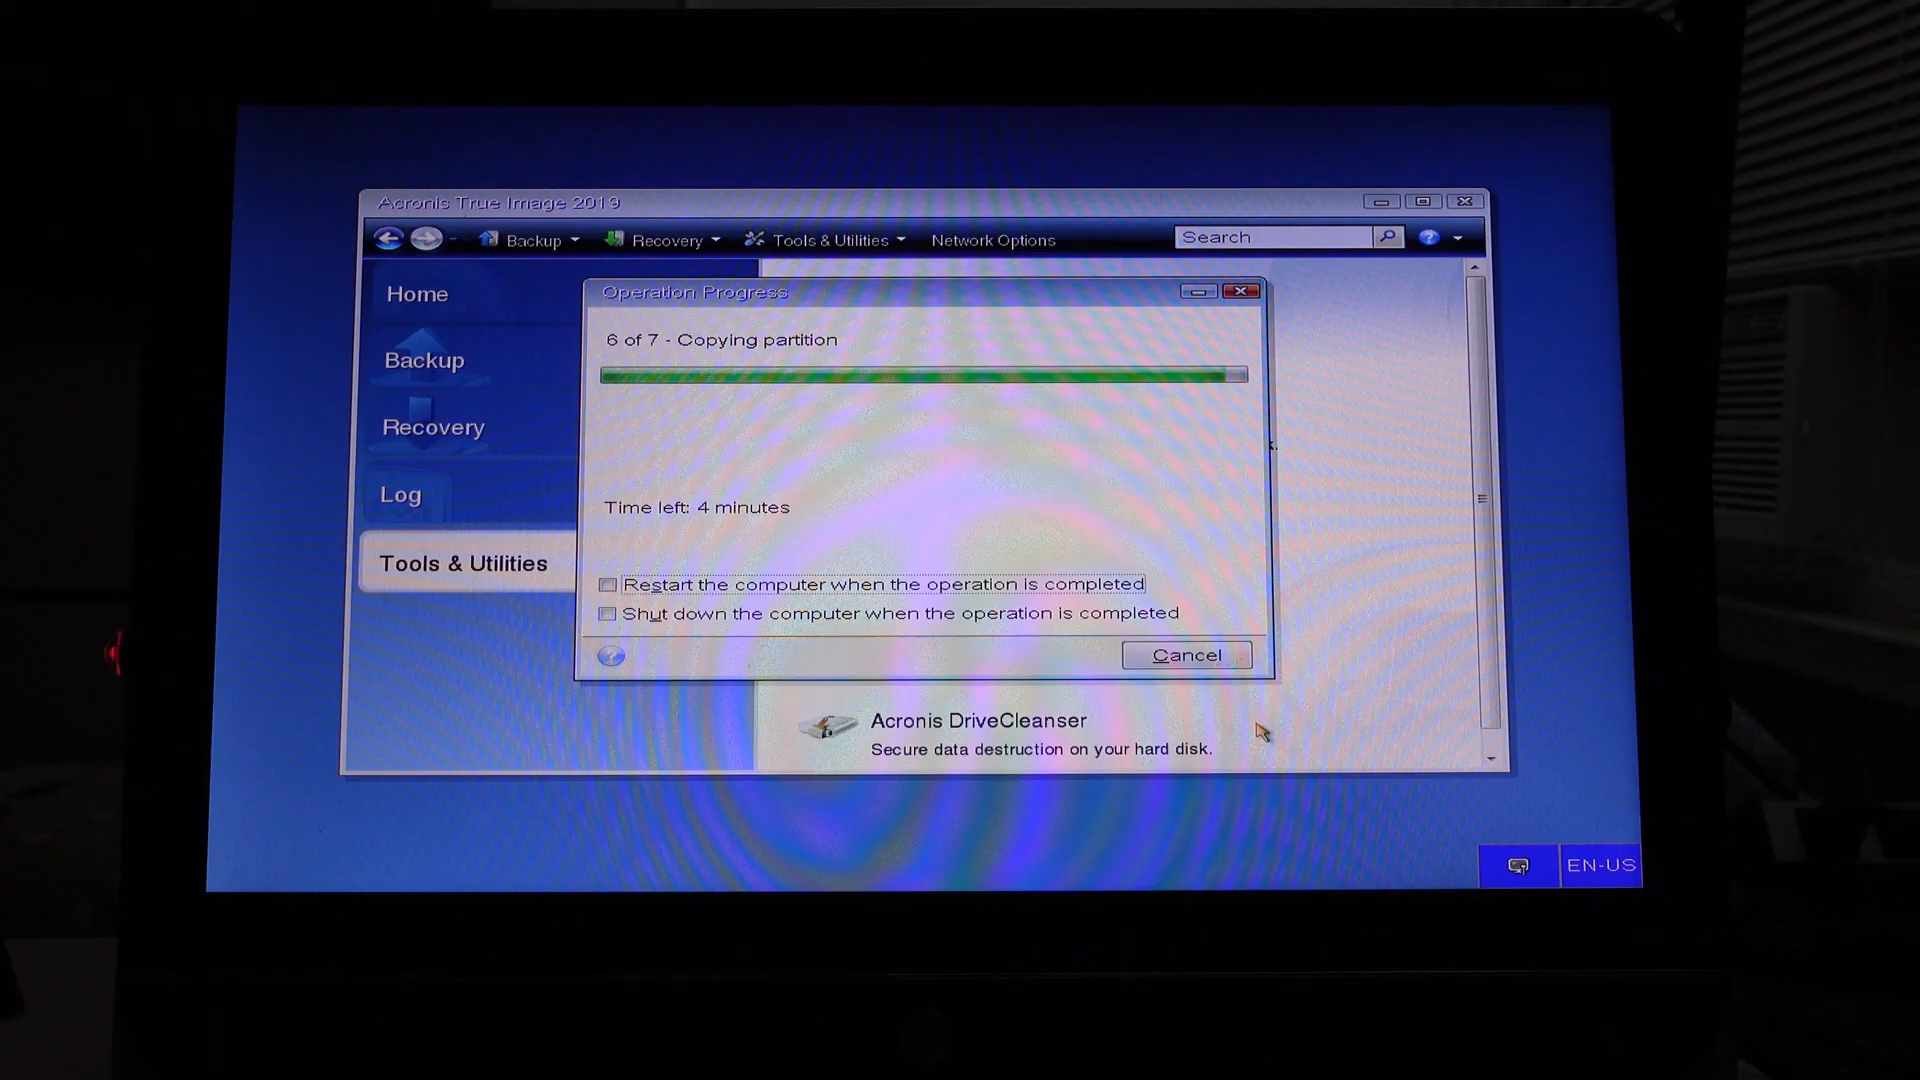 Acronis True Image 2019
Backup Recovery Tools & Utilities Network Options Search
Home
Backup
Recovery
Log
Tools & Utilities
Operation Progress
6 of 7 - Copying partition
Time left: 4 minutes
Restart the computer when the operation is completed
Shut down the computer when the operation is completed
Cancel
Acronis DriveCleanser
Secure data destruction on your hard disk.
EN-US